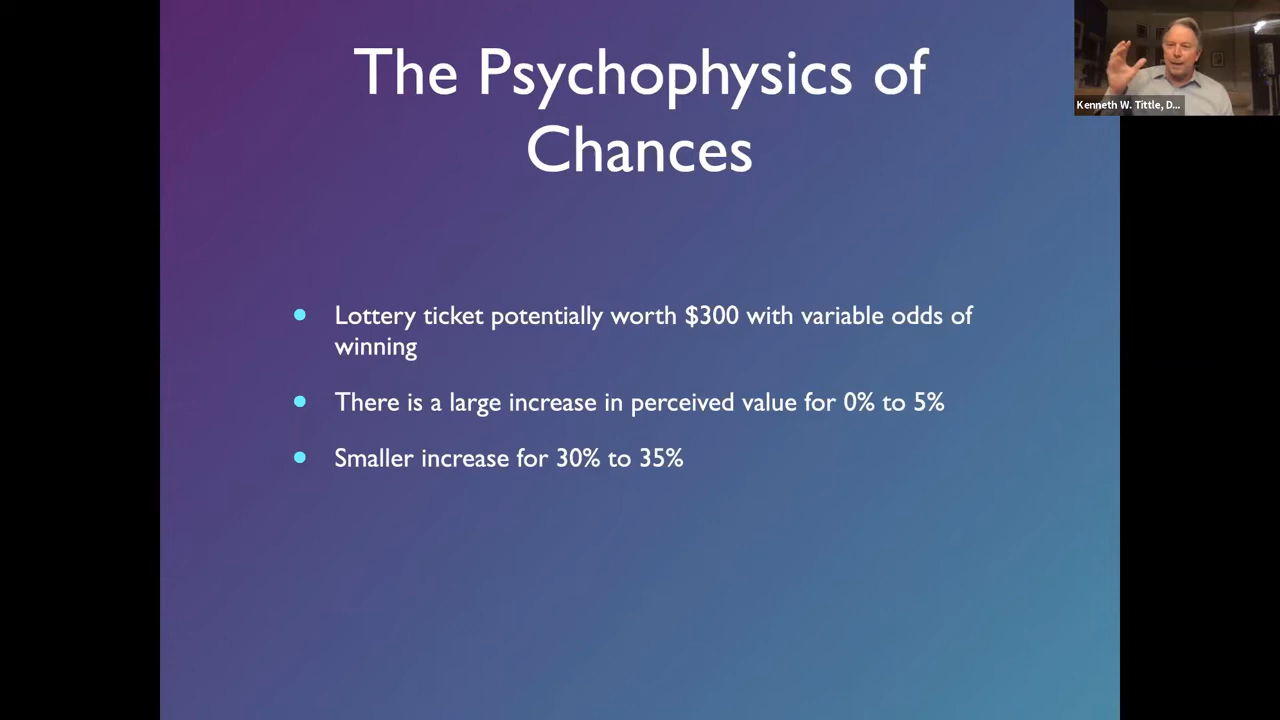 The Psychophysics of
Chances
Kenneth W. Tittle, D...
Lottery ticket potentially worth $300 with variable odds of
winning
There is a large increase in perceived value for 0% to 5%
Smaller increase for 30% to 35%